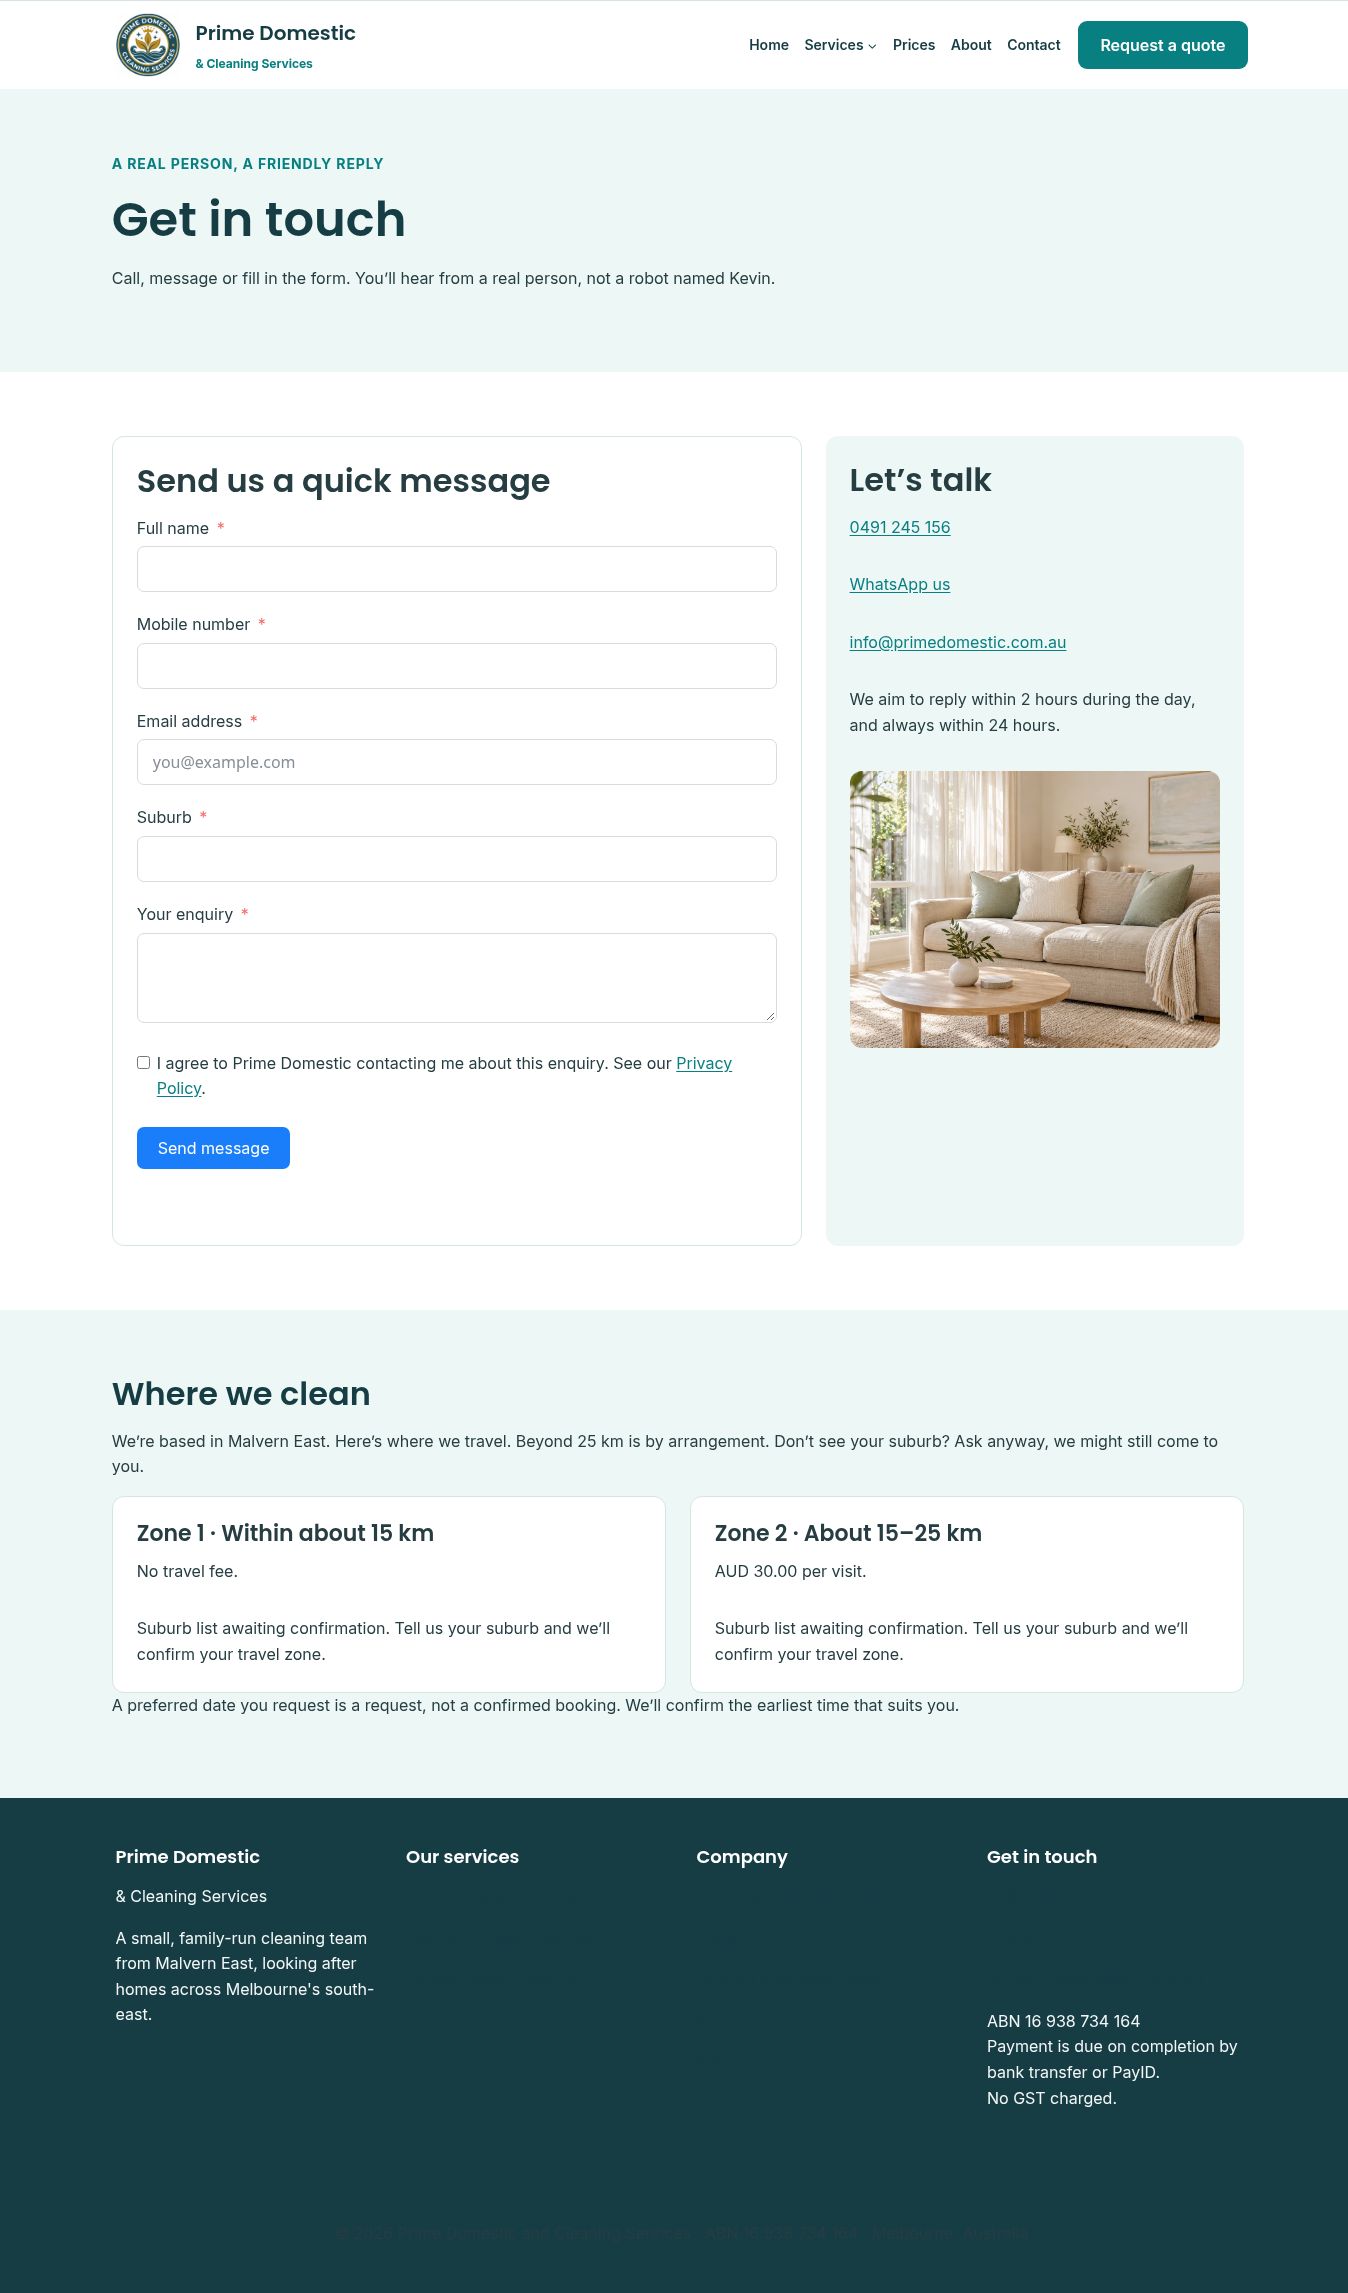 PRIME DOMESTIC
CLEANING SERVICES
Prime Domestic
& Cleaning Services
Home Services Prices About Contact Request a quote
A REAL PERSON, A FRIENDLY REPLY
Get in touch
Call, message or fill in the form. You’ll hear from a real person, not a robot named Kevin.
Send us a quick message
Full name *
Mobile number *
Email address *
you@example.com
Suburb *
Your enquiry *
I agree to Prime Domestic contacting me about this enquiry. See our Privacy
Policy.
Send message
Let’s talk
0491 245 156
WhatsApp us
info@primedomestic.com.au
We aim to reply within 2 hours during the day,
and always within 24 hours.
Where we clean
We’re based in Malvern East. Here’s where we travel. Beyond 25 km is by arrangement. Don’t see your suburb? Ask anyway, we might still come to
you.
Zone 1 · Within about 15 km
No travel fee.
Suburb list awaiting confirmation. Tell us your suburb and we’ll
confirm your travel zone.
Zone 2 · About 15–25 km
AUD 30.00 per visit.
Suburb list awaiting confirmation. Tell us your suburb and we’ll
confirm your travel zone.
A preferred date you request is a request, not a confirmed booking. We’ll confirm the earliest time that suits you.
Prime Domestic
& Cleaning Services
A small, family-run cleaning team
from Malvern East, looking after
homes across Melbourne's south-
east.
Our services
Company
Get in touch
ABN 16 938 734 164
Payment is due on completion by
bank transfer or PayID.
No GST charged.